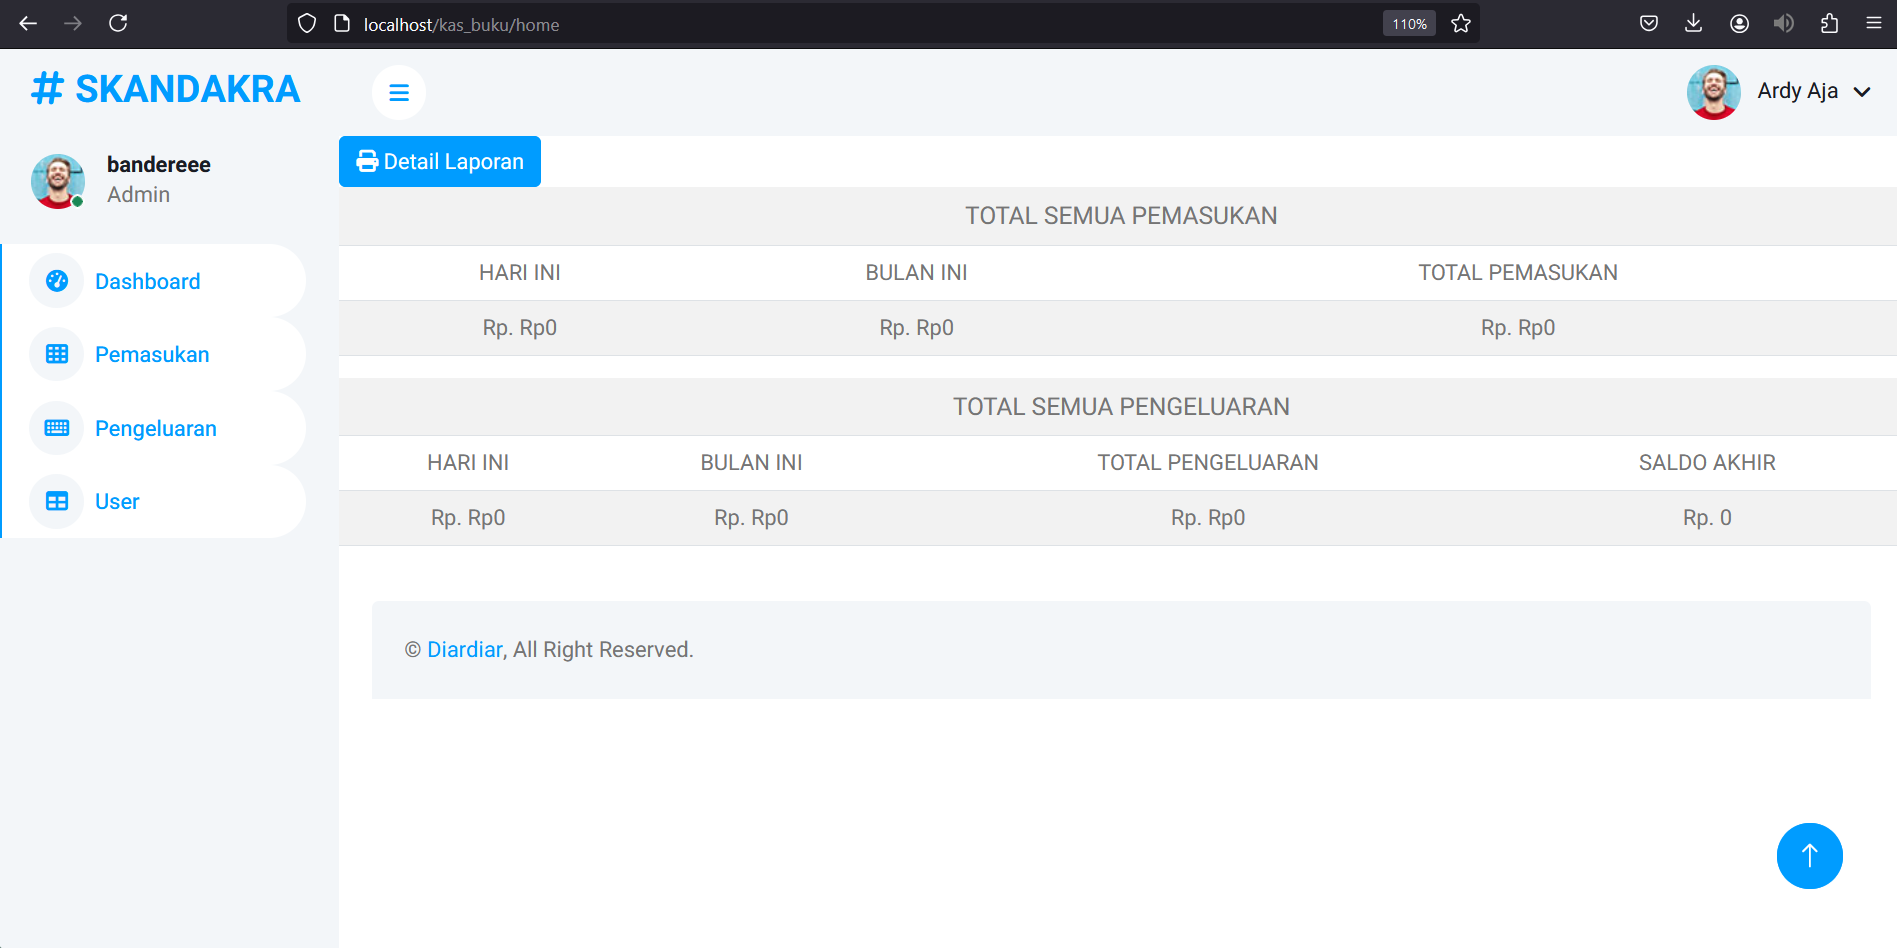 localhost/kas_buku/home
110%
# SKANDAKRA
Ardy Aja
bandereee
Admin
Dashboard
Pemasukan
Pengeluaran
User
Detail Laporan
TOTAL SEMUA PEMASUKAN
HARI INI BULAN INI TOTAL PEMASUKAN
Rp. Rp0 Rp. Rp0 Rp. Rp0
TOTAL SEMUA PENGELUARAN
HARI INI BULAN INI TOTAL PENGELUARAN SALDO AKHIR
Rp. Rp0 Rp. Rp0 Rp. Rp0 Rp. 0
© Diardiar, All Right Reserved.